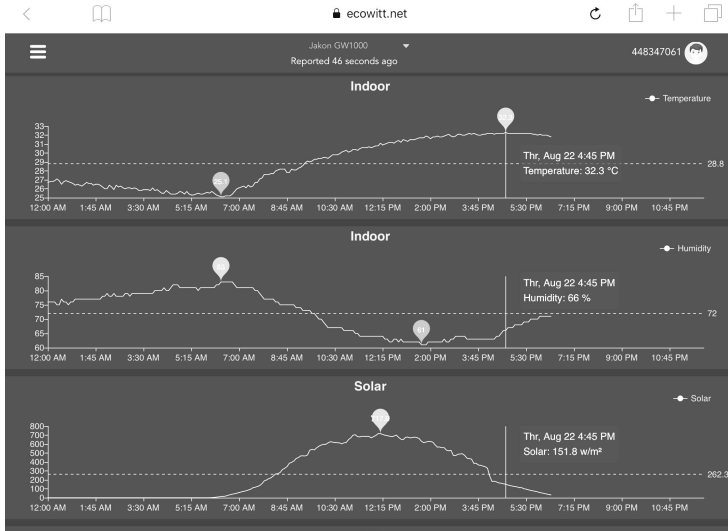 ecowitt.net
Jakon GW1000
Reported 46 seconds ago
448347061
Indoor
Temperature
33
32
31
30
29
28
27
26
25
25.1
32.3
Thr, Aug 22 4:45 PM
Temperature: 32.3 °C
28.8
12:00 AM 1:45 AM 3:30 AM 5:15 AM 7:00 AM 8:45 AM 10:30 AM 12:15 PM 2:00 PM 3:45 PM 5:30 PM 7:15 PM 9:00 PM 10:45 PM
Indoor
Humidity
85
80
75
70
65
60
83
61
Thr, Aug 22 4:45 PM
Humidity: 66 %
72
12:00 AM 1:45 AM 3:30 AM 5:15 AM 7:00 AM 8:45 AM 10:30 AM 12:15 PM 2:00 PM 3:45 PM 5:30 PM 7:15 PM 9:00 PM 10:45 PM
Solar
Solar
800
700
600
500
400
300
200
100
0
Thr, Aug 22 4:45 PM
Solar: 151.8 w/m²
262.3
12:00 AM 1:45 AM 3:30 AM 5:15 AM 7:00 AM 8:45 AM 10:30 AM 12:15 PM 2:00 PM 3:45 PM 5:30 PM 7:15 PM 9:00 PM 10:45 PM